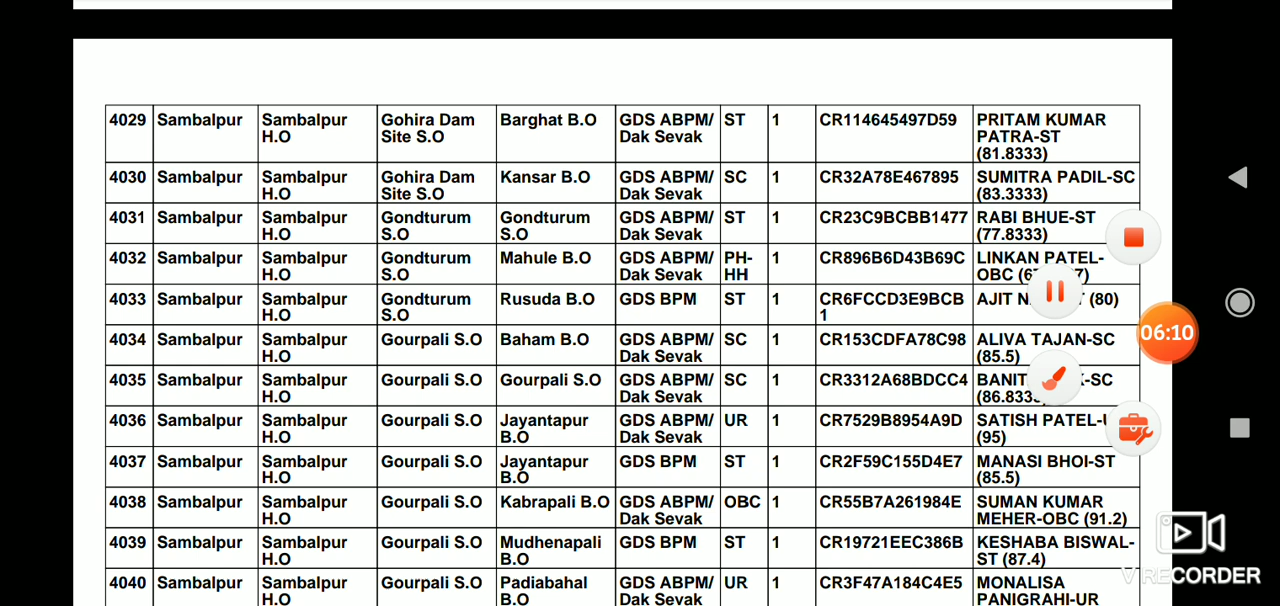 4029 Sambalpur Sambalpur H.O Gohira Dam Site S.O Barghat B.O GDS ABPM/ Dak Sevak ST 1 CR114645497D59 PRITAM KUMAR PATRA-ST (81.8333)
4030 Sambalpur Sambalpur H.O Gohira Dam Site S.O Kansar B.O GDS ABPM/ Dak Sevak SC 1 CR32A78E467895 SUMITRA PADIL-SC (83.3333)
4031 Sambalpur Sambalpur H.O Gondturum S.O Gondturum S.O GDS ABPM/ Dak Sevak ST 1 CR23C9BCBB1477 RABI BHUE-ST (77.8333)
4032 Sambalpur Sambalpur H.O Gondturum S.O Mahule B.O GDS ABPM/ Dak Sevak PH-HH 1 CR896B6D43B69C LINKAN PATEL-OBC
4033 Sambalpur Sambalpur H.O Gondturum S.O Rusuda B.O GDS BPM ST 1 CR6FCCD3E9BCB1 AJIT (80)
4034 Sambalpur Sambalpur H.O Gourpali S.O Baham B.O GDS ABPM/ Dak Sevak SC 1 CR153CDFA78C98 ALIVA TAJAN-SC (85.5)
4035 Sambalpur Sambalpur H.O Gourpali S.O Gourpali S.O GDS ABPM/ Dak Sevak SC 1 CR3312A68BDCC4 -SC
4036 Sambalpur Sambalpur H.O Gourpali S.O Jayantapur B.O GDS ABPM/ Dak Sevak UR 1 CR7529B8954A9D SATISH PATEL- (95)
4037 Sambalpur Sambalpur H.O Gourpali S.O Jayantapur B.O GDS BPM ST 1 CR2F59C155D4E7 MANASI BHOI-ST (85.5)
4038 Sambalpur Sambalpur H.O Gourpali S.O Kabrapali B.O GDS ABPM/ Dak Sevak OBC 1 CR55B7A261984E SUMAN KUMAR MEHER-OBC (91.2)
4039 Sambalpur Sambalpur H.O Gourpali S.O Mudhenapali B.O GDS BPM ST 1 CR19721EEC386B KESHABA BISWAL-ST (87.4)
4040 Sambalpur Sambalpur H.O Gourpali S.O Padiabahal B.O GDS ABPM/ Dak Sevak UR 1 CR3F47A184C4E5 MONALISA PANIGRAHI-UR
06:10
V RECORDER